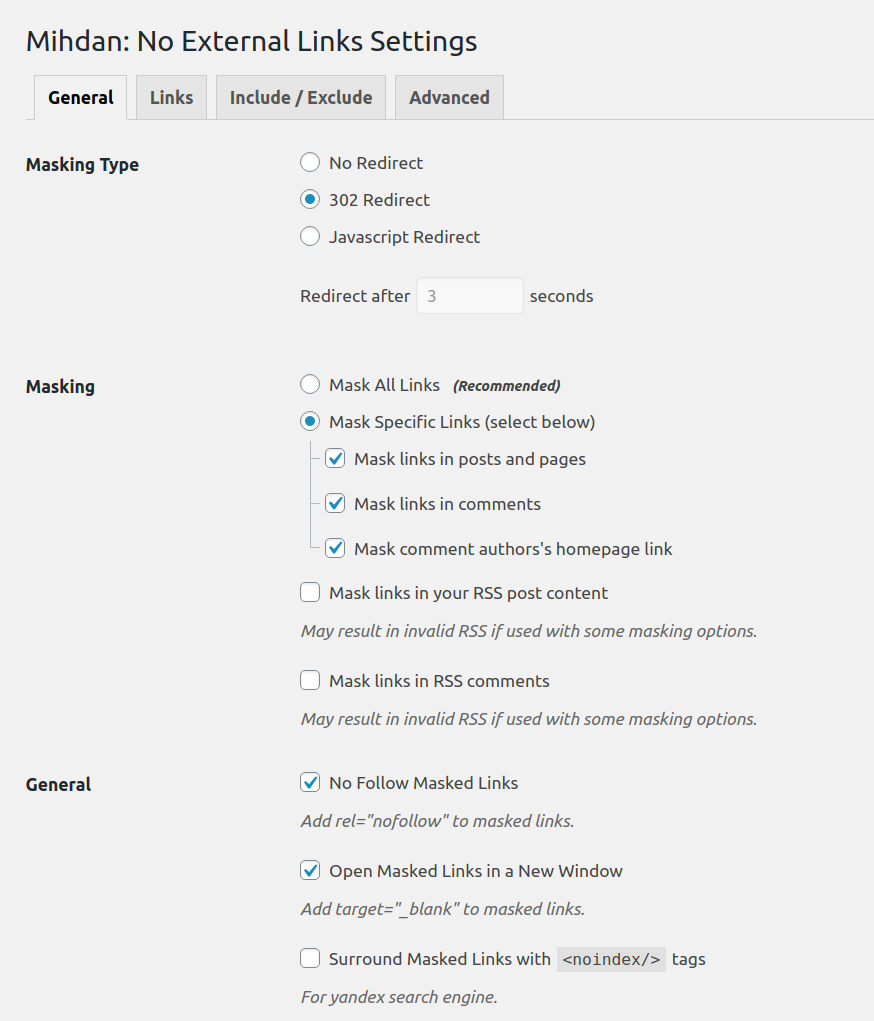 Mihdan: No External Links Settings
General Links Include / Exclude Advanced
Masking Type
No Redirect
302 Redirect
Javascript Redirect
Redirect after 3 seconds
Masking
Mask All Links (Recommended)
Mask Specific Links (select below)
Mask links in posts and pages
Mask links in comments
Mask comment authors's homepage link
Mask links in your RSS post content
May result in invalid RSS if used with some masking options.
Mask links in RSS comments
May result in invalid RSS if used with some masking options.
General
No Follow Masked Links
Add rel="nofollow" to masked links.
Open Masked Links in a New Window
Add target="_blank" to masked links.
Surround Masked Links with <noindex/> tags
For yandex search engine.